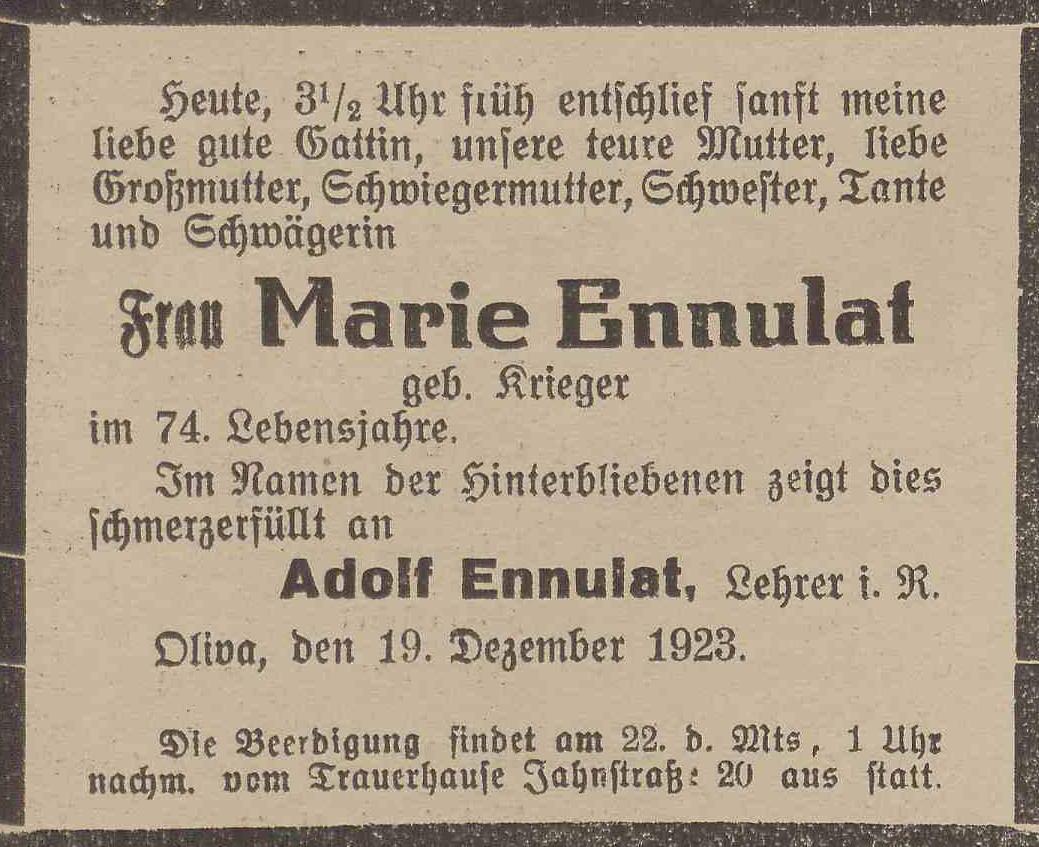 Heute, 3½ Uhr früh entschlief sanft meine
liebe gute Gattin, unsere teure Mutter, liebe
Großmutter, Schwiegermutter, Schwester, Tante
und Schwägerin
Frau Marie Ennulat
geb. Krieger
im 74. Lebensjahre.
Im Namen der Hinterbliebenen zeigt dies
schmerzerfüllt an
Adolf Ennulat, Lehrer i. R.
Oliva, den 19. Dezember 1923.
Die Beerdigung findet am 22. d. Mts, 1 Uhr
nachm. vom Trauerhause Jahnstraße 20 aus statt.